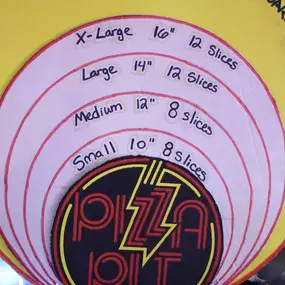 X-Large 16" 12 Slices
Large 14" 12 Slices
Medium 12" 8 slices
Small 10" 8 slices
PIZZA
PIT